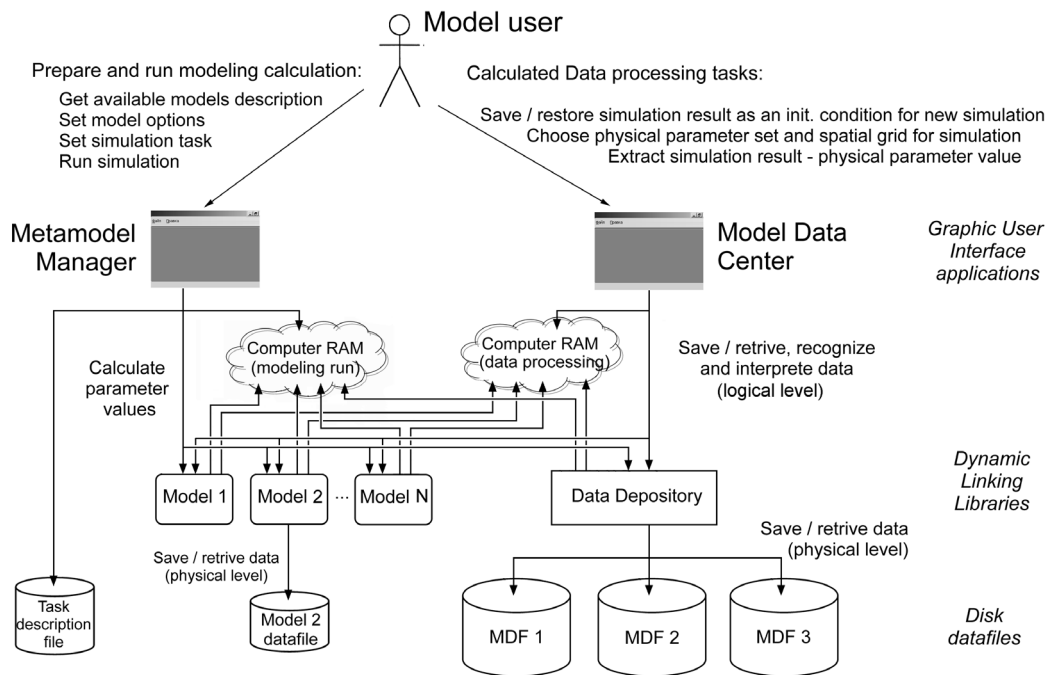 Model user
Prepare and run modeling calculation:
Get available models description
Set model options
Set simulation task
Run simulation
Calculated Data processing tasks:
Save / restore simulation result as an init. condition for new simulation
Choose physical parameter set and spatial grid for simulation
Extract simulation result - physical parameter value
Metamodel
Manager
Model Data
Center
Graphic User
Interface
applications
Computer RAM
(modeling run)
Computer RAM
(data processing)
Calculate
parameter
values
Save / retrive, recognize
and interprete data
(logical level)
Model 1
Model 2
...
Model N
Data Depository
Dynamic
Linking
Libraries
Save / retrive data
(physical level)
Save / retrive data
(physical level)
Task
description
file
Model 2
datafile
MDF 1
MDF 2
MDF 3
Disk
datafiles